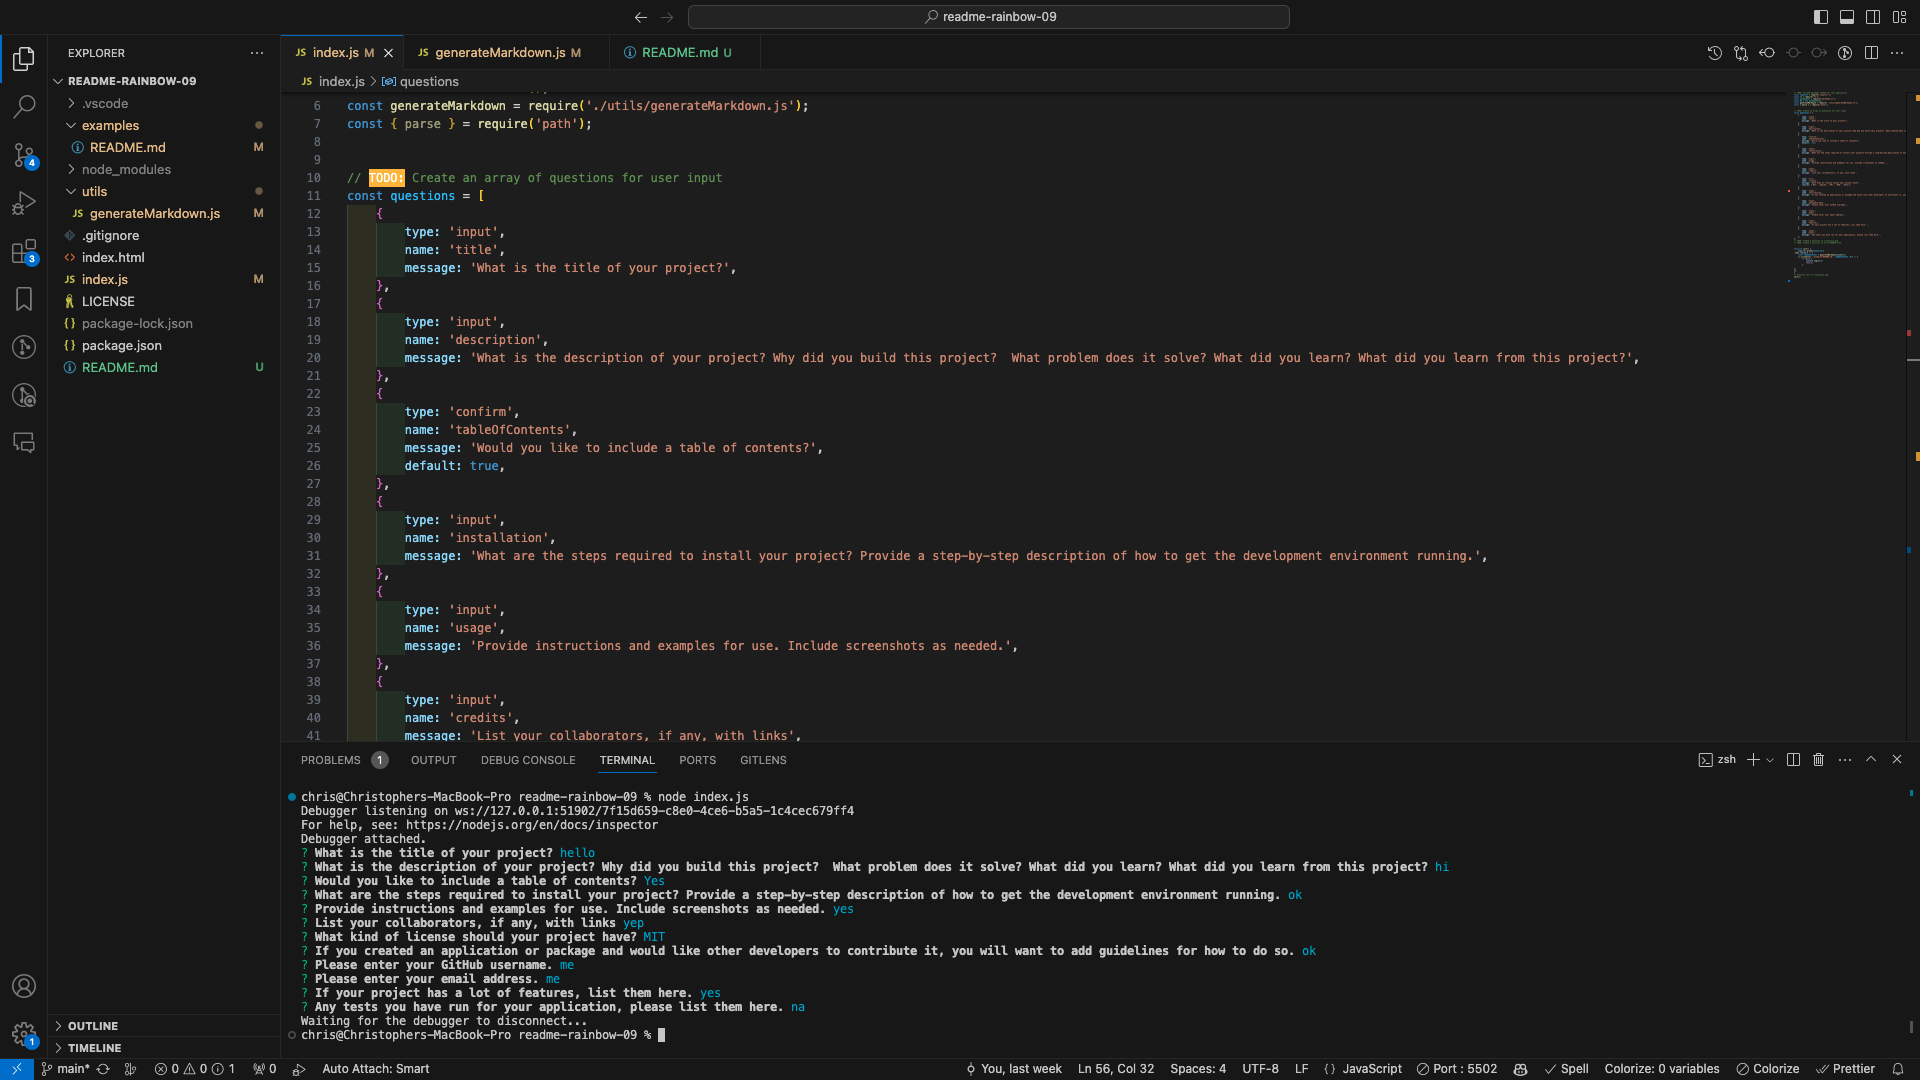 readme-rainbow-09
EXPLORER
READMe-RAINBOW-09
.vscode
examples
README.md M
node_modules
utils
JS generateMarkdown.js M
.gitignore
<> index.html
JS index.js M
LICENSE
{} package-lock.json
{} package.json
README.md U
OUTLINE
TIMELINE
4
3
1
JS index.js M
JS generateMarkdown.js M
README.md U
JS index.js > questions
6 const generateMarkdown = require('./utils/generateMarkdown.js');
7 const { parse } = require('path');
8
9
10 // TODO: Create an array of questions for user input
11 const questions = [
12 {
13 type: 'input',
14 name: 'title',
15 message: 'What is the title of your project?',
16 },
17 {
18 type: 'input',
19 name: 'description',
20 message: 'What is the description of your project? Why did you build this project?  What problem does it solve? What did you learn? What did you learn from this project?',
21 },
22 {
23 type: 'confirm',
24 name: 'tableOfContents',
25 message: 'Would you like to include a table of contents?',
26 default: true,
27 },
28 {
29 type: 'input',
30 name: 'installation',
31 message: 'What are the steps required to install your project? Provide a step-by-step description of how to get the development environment running.',
32 },
33 {
34 type: 'input',
35 name: 'usage',
36 message: 'Provide instructions and examples for use. Include screenshots as needed.',
37 },
38 {
39 type: 'input',
40 name: 'credits',
41 message: 'List your collaborators, if any, with links',
PROBLEMS 1 OUTPUT DEBUG CONSOLE TERMINAL PORTS GITLENS
zsh
chris@Christophers-MacBook-Pro readme-rainbow-09 % node index.js
Debugger listening on ws://127.0.0.1:51902/7f15d659-c8e0-4ce6-b5a5-1c4cec679ff4
For help, see: https://nodejs.org/en/docs/inspector
Debugger attached.
? What is the title of your project? hello
? What is the description of your project? Why did you build this project?  What problem does it solve? What did you learn? What did you learn from this project? hi
? Would you like to include a table of contents? Yes
? What are the steps required to install your project? Provide a step-by-step description of how to get the development environment running. ok
? Provide instructions and examples for use. Include screenshots as needed. yes
? List your collaborators, if any, with links yep
? What kind of license should your project have? MIT
? If you created an application or package and would like other developers to contribute it, you will want to add guidelines for how to do so. ok
? Please enter your GitHub username. me
? Please enter your email address. me
? If your project has a lot of features, list them here. yes
? Any tests you have run for your application, please list them here. na
Waiting for the debugger to disconnect...
chris@Christophers-MacBook-Pro readme-rainbow-09 %
main* 0 0 1 0 Auto Attach: Smart You, last week Ln 56, Col 32 Spaces: 4 UTF-8 LF {} JavaScript Port : 5502 Spell Colorize: 0 variables Colorize Prettier